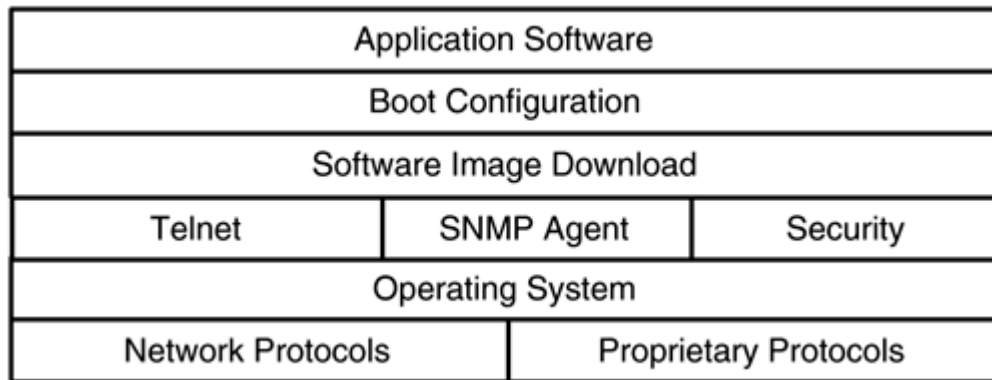 Application Software
Boot Configuration
Software Image Download
Telnet SNMP Agent Security
Operating System
Network Protocols Proprietary Protocols